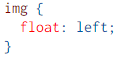 img {
  float: left;
}